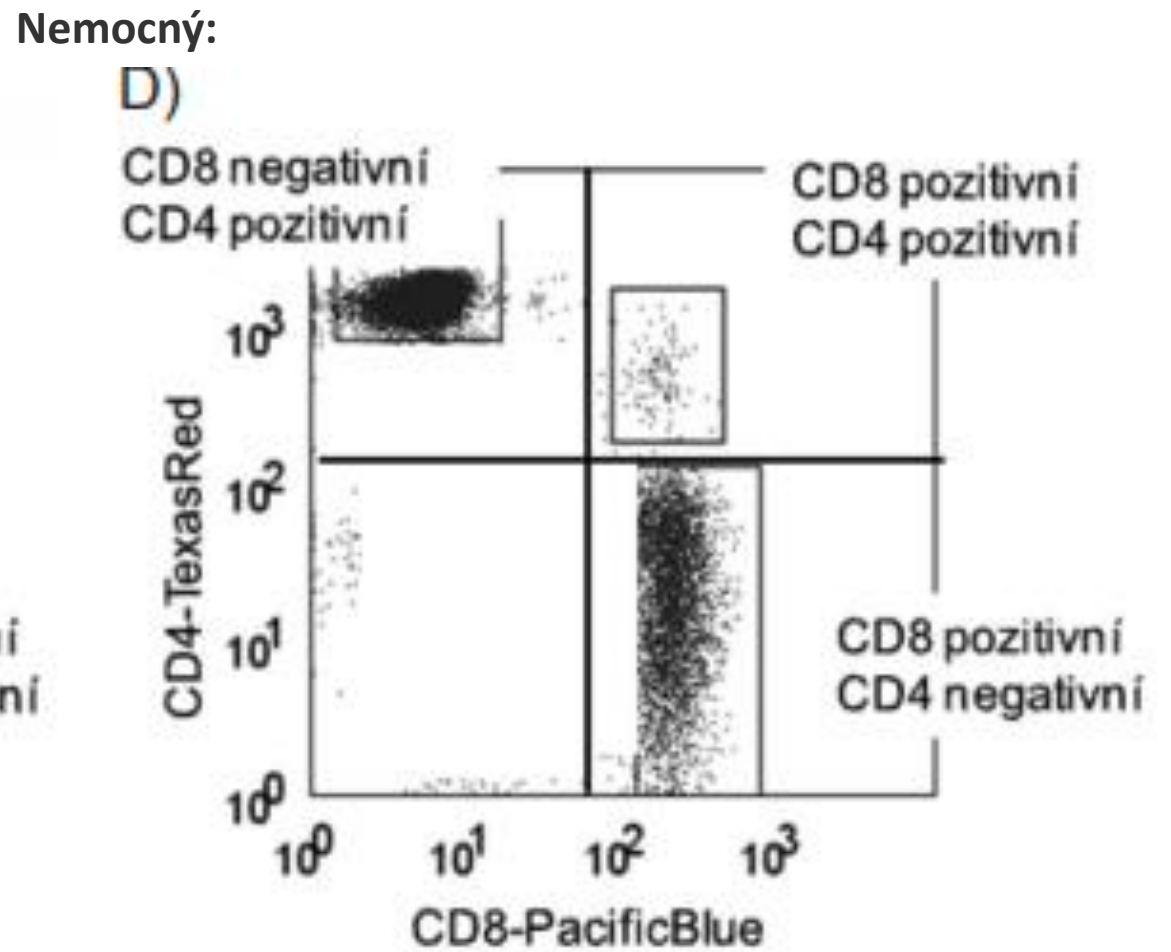 Nemocný:
D)
CD8 negativní
CD4 pozitivní
CD8 pozitivní
CD4 pozitivní
10³
10²
10¹
10⁰
CD4-TexasRed
CD8 pozitivní
CD4 negativní
10⁰ 10¹ 10² 10³
CD8-PacificBlue
í
ní